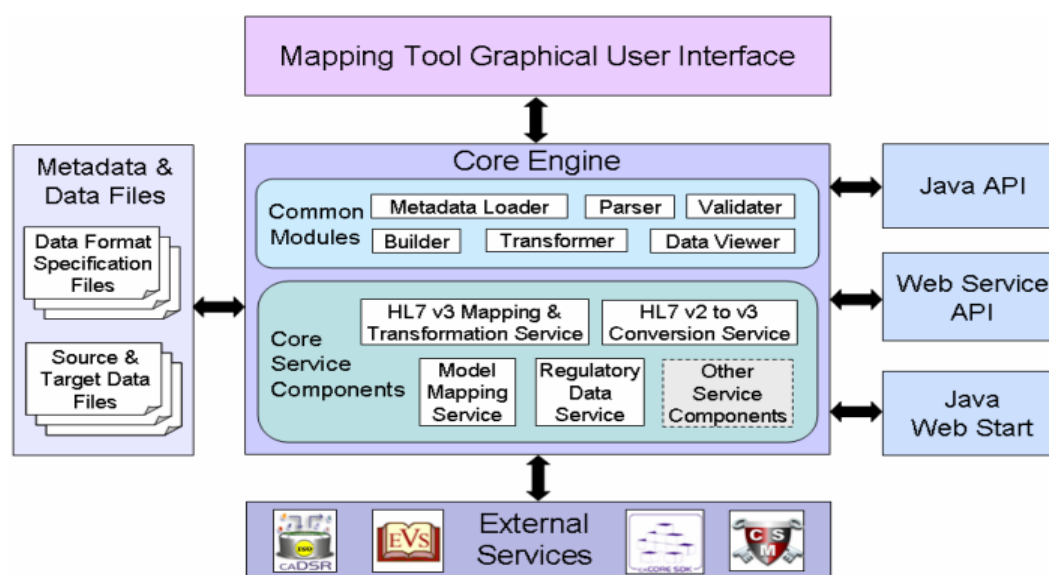 Mapping Tool Graphical User Interface
Metadata &
Data Files
Data Format
Specification
Files
Source &
Target Data
Files
Core Engine
Common
Modules
Metadata Loader
Parser
Validater
Builder
Transformer
Data Viewer
Core
Service
Components
HL7 v3 Mapping &
Transformation Service
HL7 v2 to v3
Conversion Service
Model
Mapping
Service
Regulatory
Data
Service
Other
Service
Components
Java API
Web Service
API
Java
Web Start
External
Services
ISO
caDSR
EVS
caCORE SDK
CSM